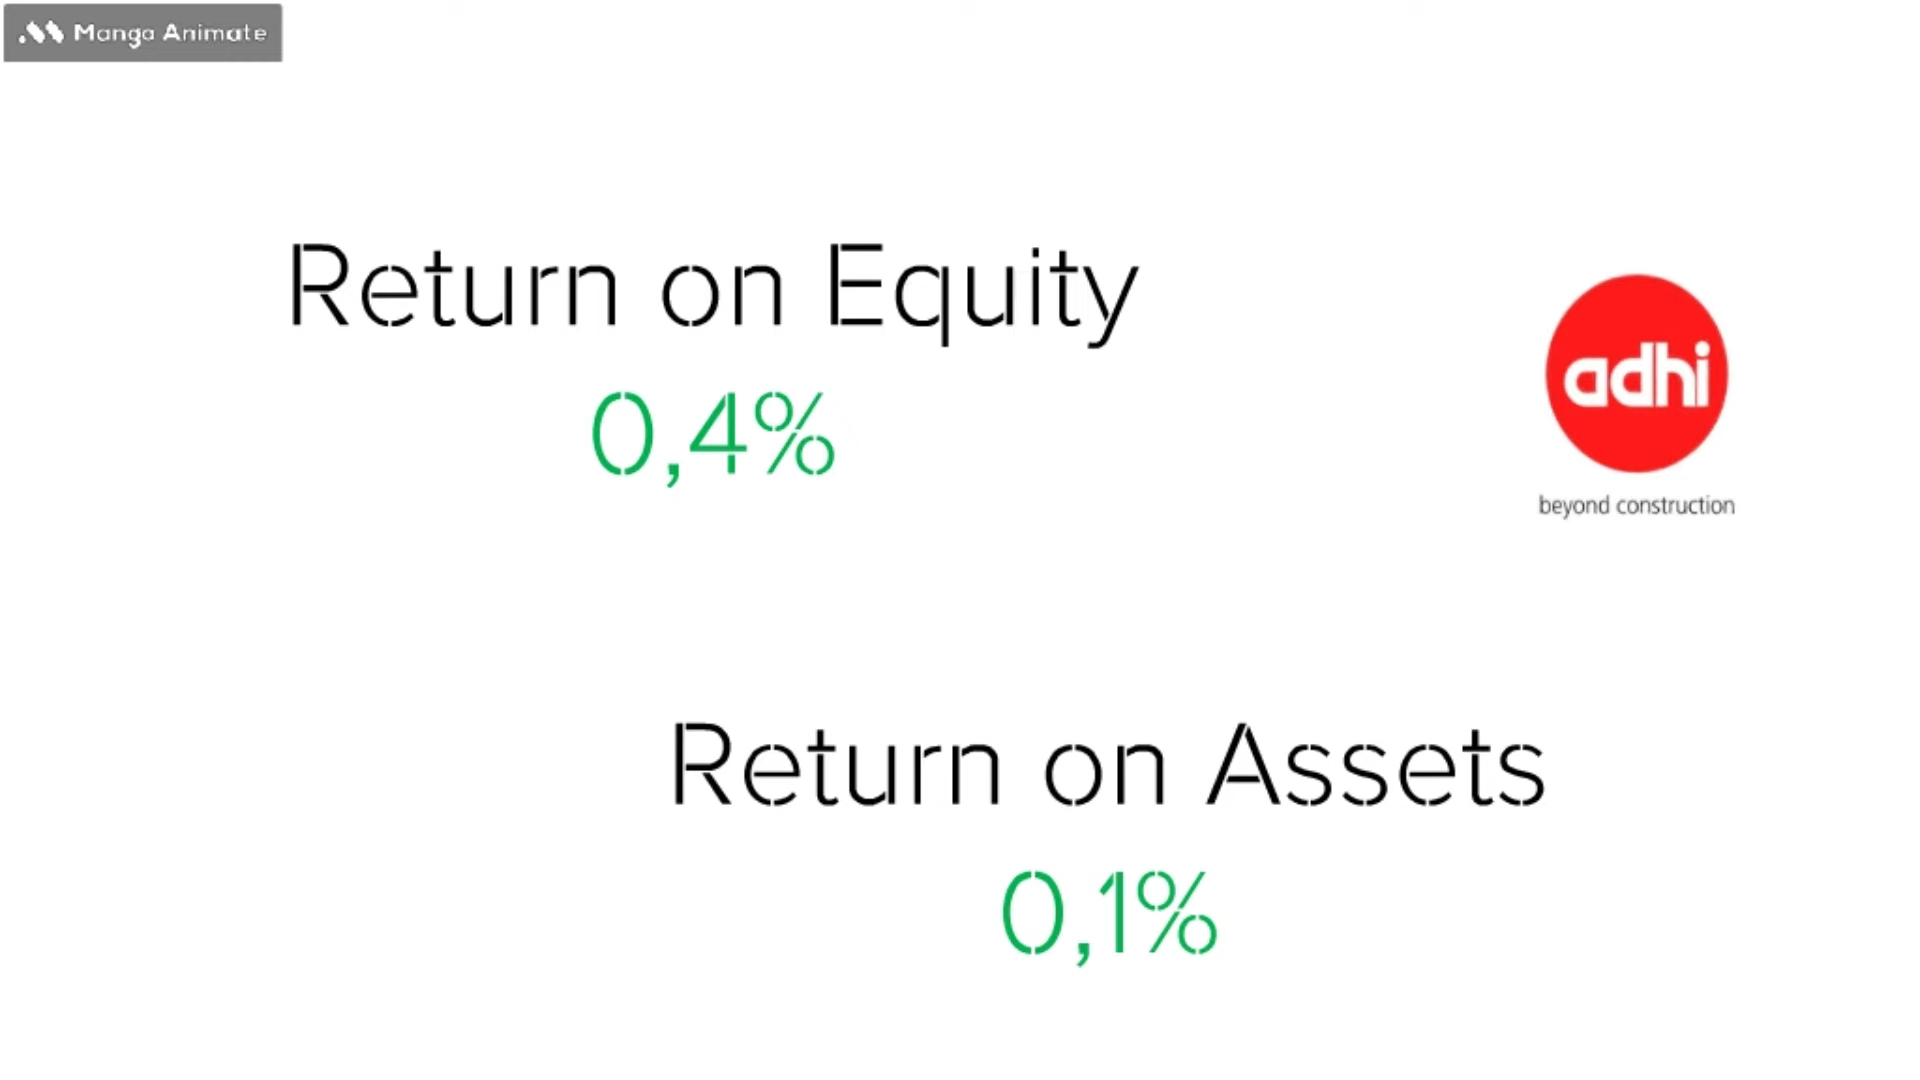 Manga Animate
Return on Equity
0,4%
adhi
beyond construction
Return on Assets
0,1%